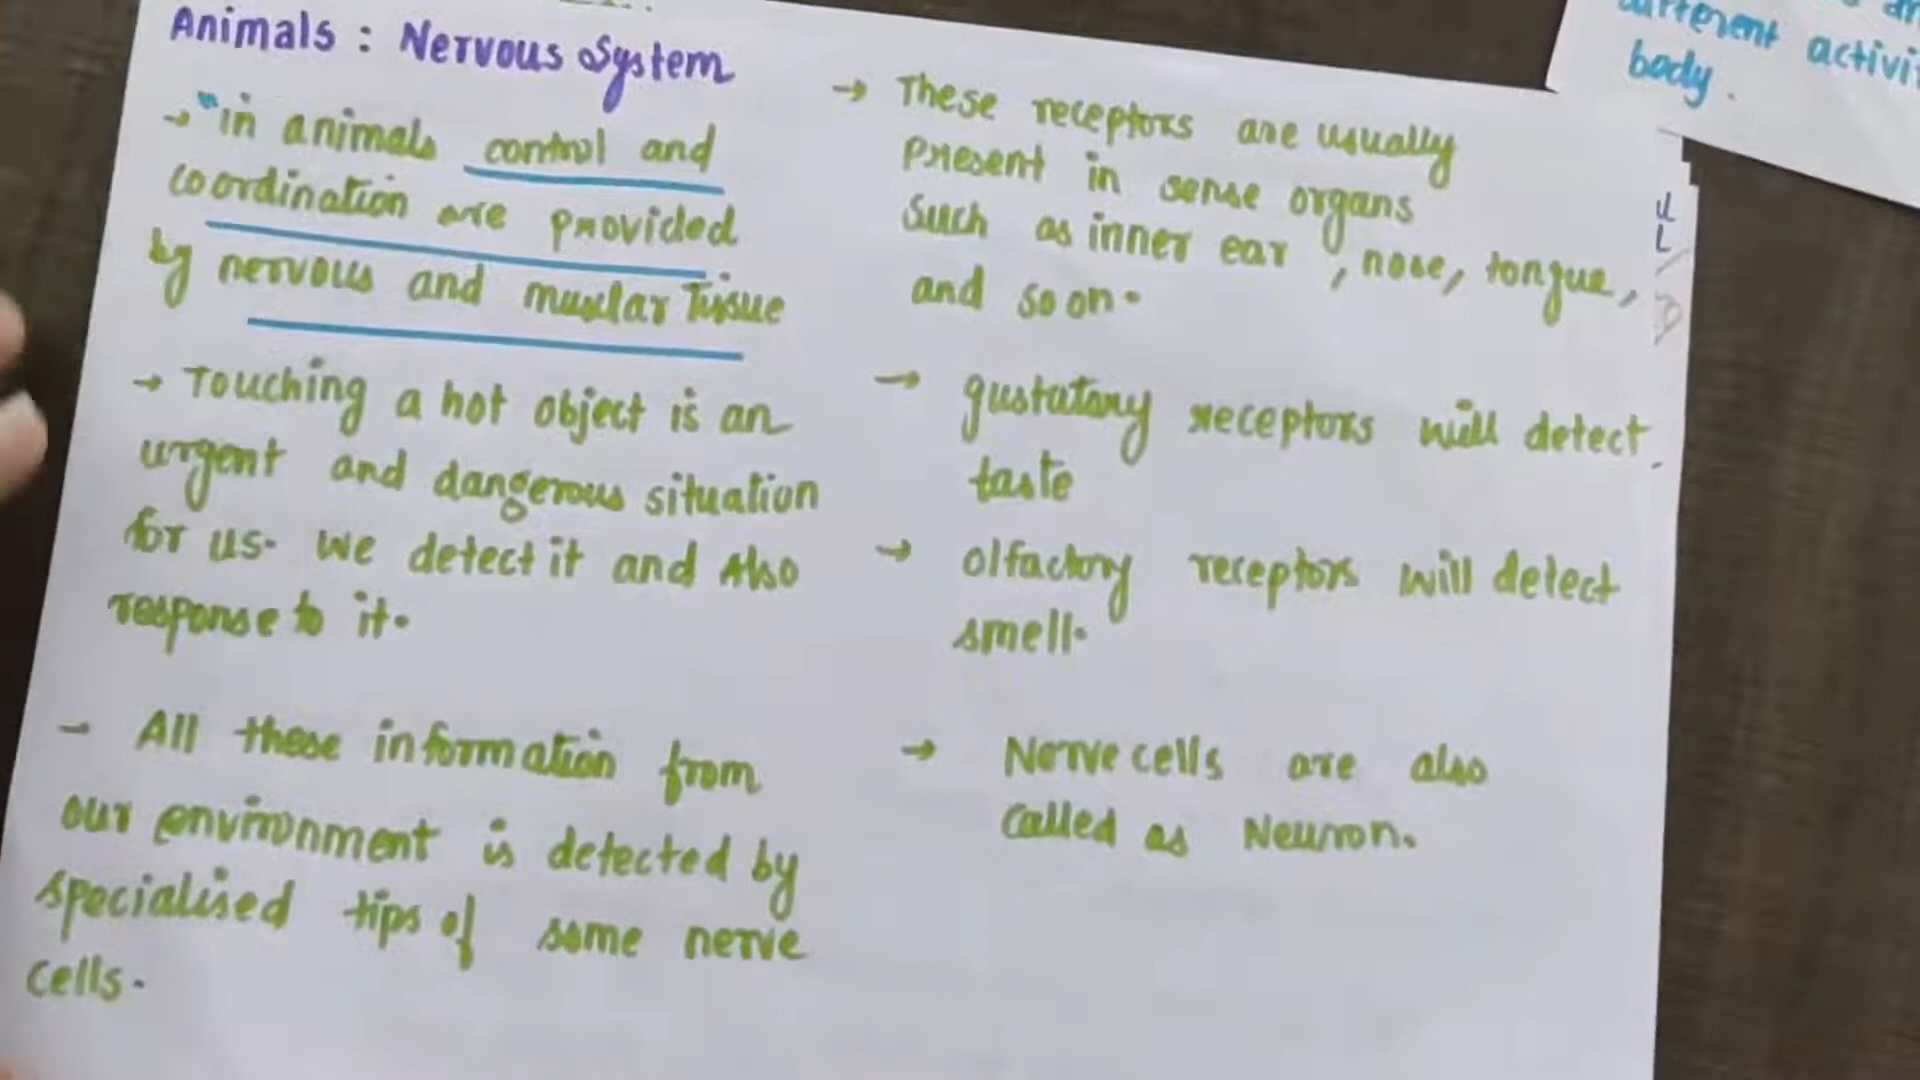 Animals : Nervous System
→ "in animals control and
coordination are provided
by nervous and muslar Tissue
→ Touching a hot object is an
urgent and dangerous situation
for us. we detect it and Also
response to it.
- All these information from
our environment is detected by
specialised tips of some nerve
cells.
→ These receptors are usually
present in sense organs
Such as inner ear, nose, tongue,
and so on.
→ gustatory receptors will detect
taste
→ olfactory receptors will detect
smell.
→ Nerve cells are also
called as Neuron.
different activi
body.